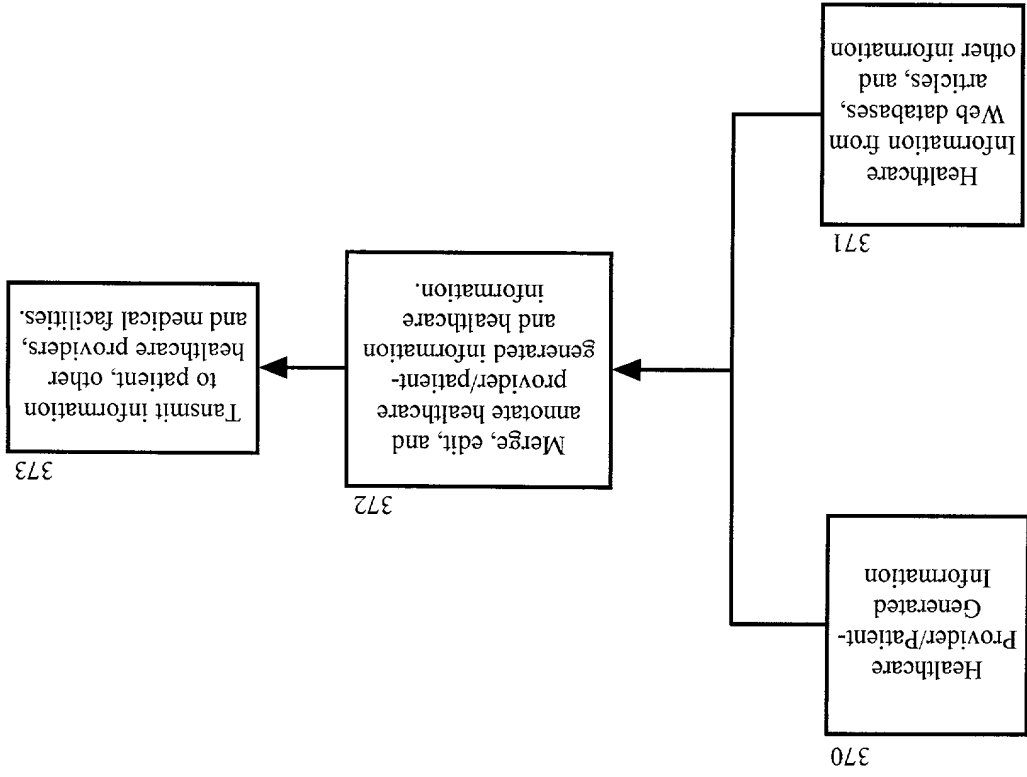 370
Healthcare
Provider/Patient-
Generated
Information
371
Healthcare
Information from
Web databases,
articles, and
other information
372
Merge, edit, and
annotate healthcare
provider/patient-
generated information
and healthcare
information.
373
Tansmit information
to patient, other
healthcare providers,
and medical facilities.